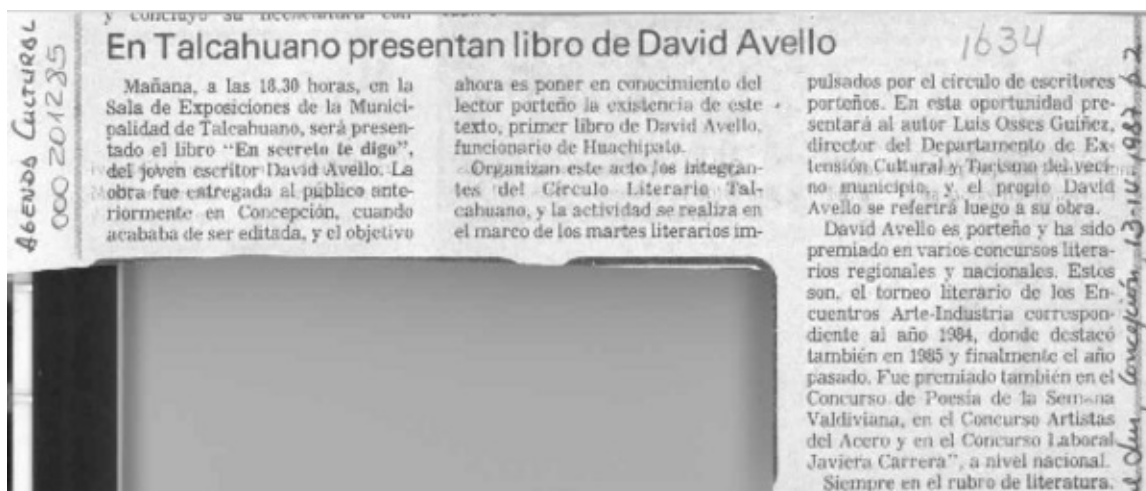 y concluyó su licenciatura con
En Talcahuano presentan libro de David Avello
1634
AGENDA CULTURAL
000201235
Mañana, a las 18.30 horas, en la
Sala de Exposiciones de la Munici-
palidad de Talcahuano, será presen-
tado el libro "En secreto te digo",
del joven escritor David Avello. La
obra fue entregada al público ante-
riormente en Concepción, cuando
acababa de ser editada, y el objetivo
ahora es poner en conocimiento del
lector porteño la existencia de este
texto, primer libro de David Avello,
funcionario de Huachipato.
Organizan este acto los integran-
tes del Círculo Literario Tal-
cahuano, y la actividad se realiza en
el marco de los martes literarios im-
pulsados por el círculo de escritores
porteños. En esta oportunidad pre-
sentará al autor Luis Osses Guíñez,
director del Departamento de Ex-
tensión Cultural y Turismo del veci-
no municipio, y el propio David
Avello se referirá luego a su obra.
David Avello es porteño y ha sido
premiado en varios concursos litera-
rios regionales y nacionales. Estos
son, el torneo literario de los En-
cuentros Arte-Industria correspon-
diente al año 1984, donde destacó
también en 1985 y finalmente el año
pasado. Fue premiado también en el
Concurso de Poesía de la Semana
Valdiviana, en el Concurso Artistas
del Acero y en el Concurso Laboral
Javiera Carrera", a nivel nacional.
Siempre en el rubro de literatura,
Sur, Concepción, 13-IV-1987 p.2